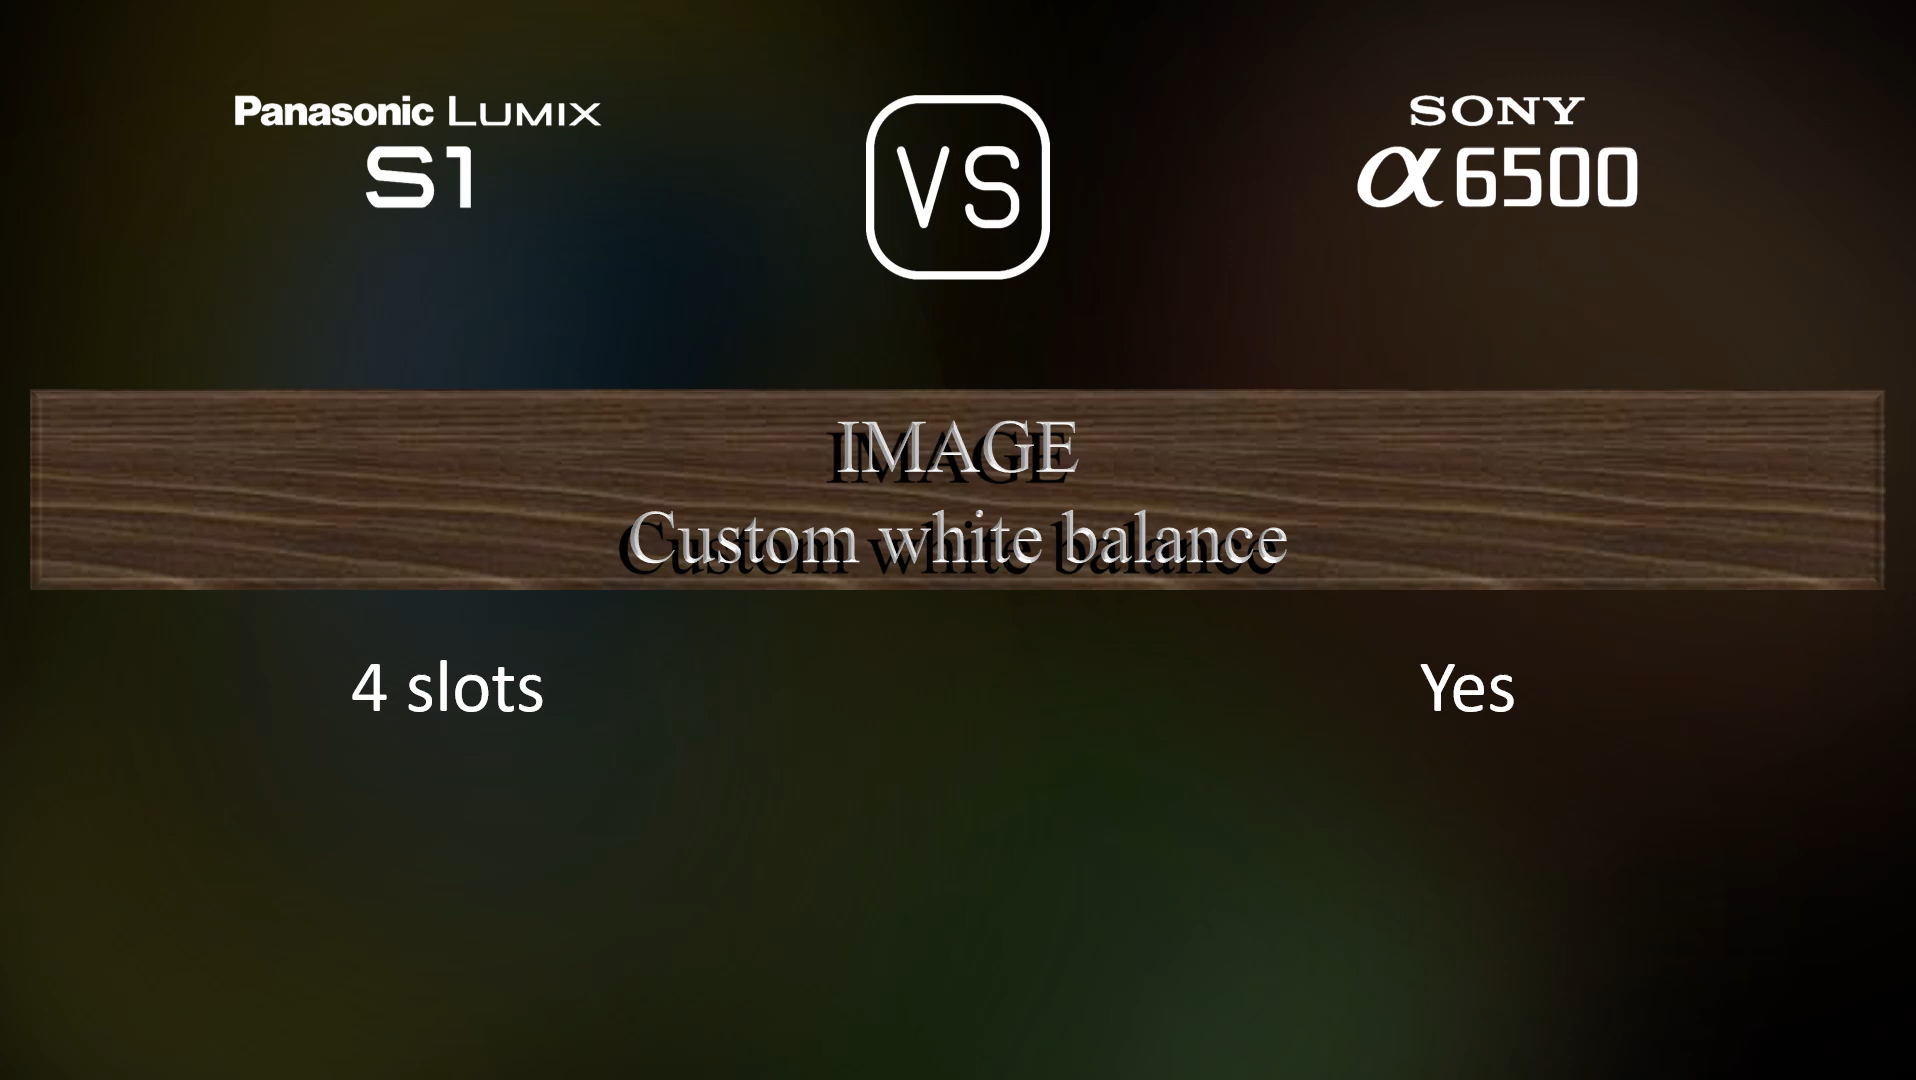 Panasonic LUMIX
S1
VS
SONY
α6500
IMAGE
Custom white balance
4 slots
Yes